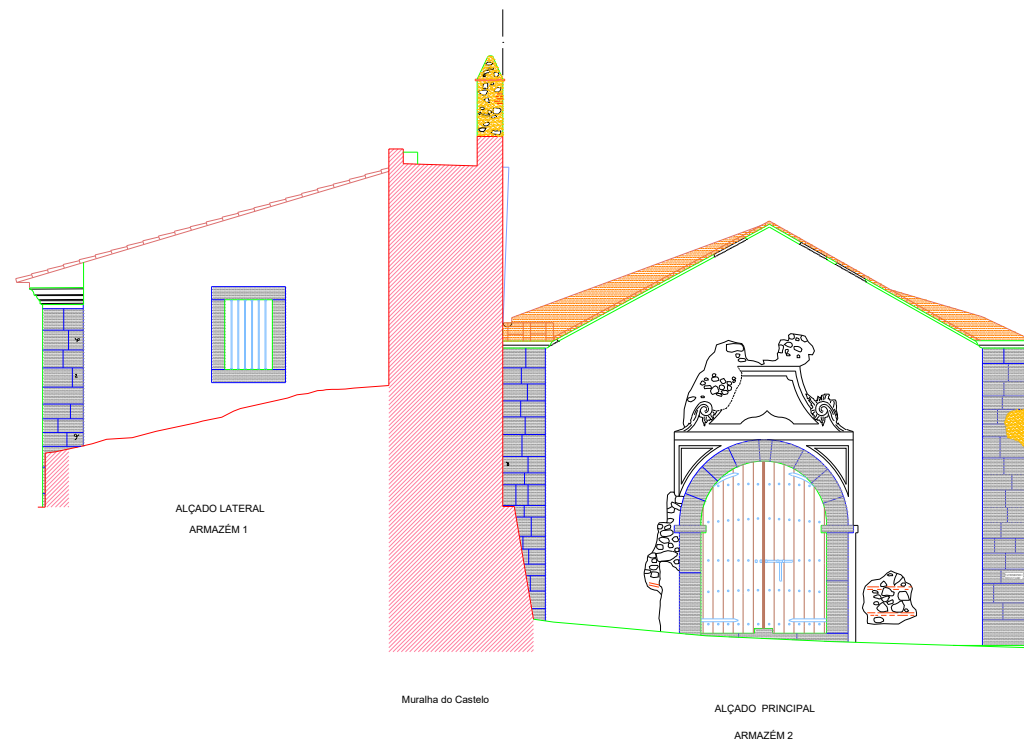 ALÇADO LATERAL
ARMAZÉM 1
Muralha do Castelo
ALÇADO PRINCIPAL
ARMAZÉM 2